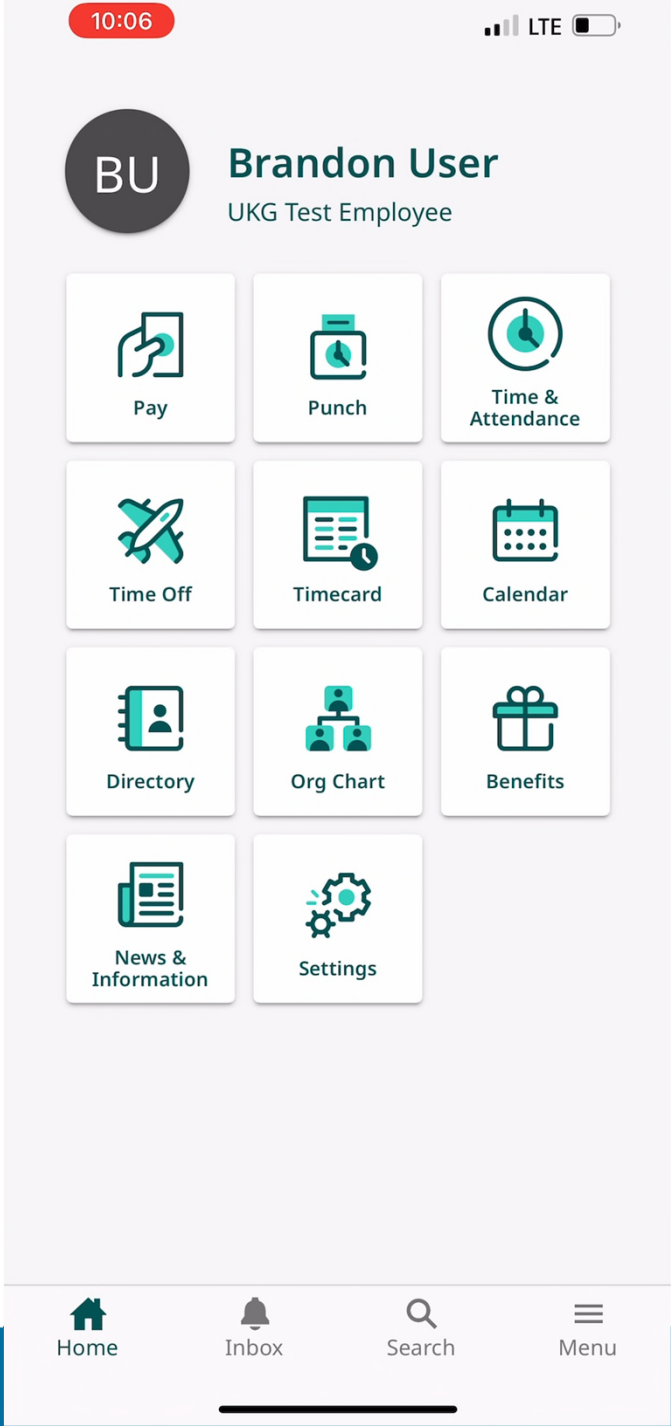 10:06
LTE
BU
Brandon User
UKG Test Employee
Pay
Punch
Time &
Attendance
Time Off
Timecard
Calendar
Directory
Org Chart
Benefits
News &
Information
Settings
Home
Inbox
Search
Menu